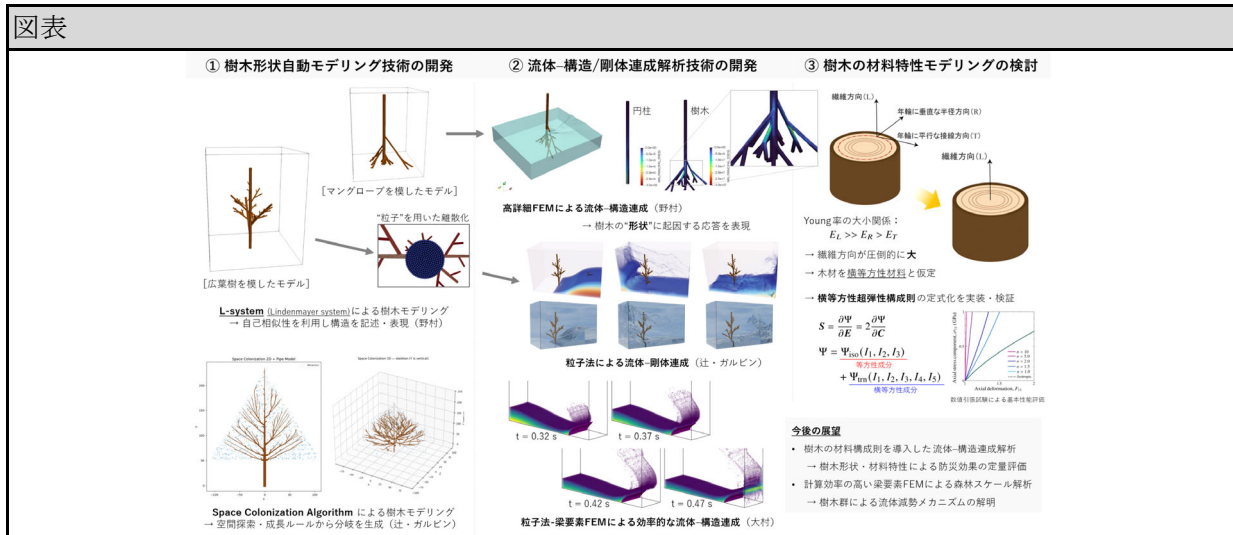 図表
① 樹木形状自動モデリング技術の開発
[マングローブを模したモデル]
“粒子”を用いた離散化
[広葉樹を模したモデル]
L-system (Lindenmayer system)による樹木モデリング
→ 自己相似性を利用し構造を記述・表現（野村）
Space Colonization 2D + Pipe Model
Space Colonization Algorithm による樹木モデリング
→ 空間探索・成長ルールから分岐を生成（辻・ガルビン）
② 流体–構造/剛体連成解析技術の開発
円柱
樹木
高詳細FEMによる流体–構造連成（野村）
→ 樹木の“形状”に起因する応答を表現
粒子法による流体–剛体連成（辻・ガルビン）
t = 0.32 s
t = 0.37 s
t = 0.42 s
t = 0.47 s
粒子法-梁要素FEMによる効率的な流体–構造連成（大村）
③ 樹木の材料特性モデリングの検討
繊維方向(L)
年輪に垂直な半径方向(R)
年輪に平行な接線方向(T)
繊維方向(L)
Young率の大小関係；
E_L >> E_R > E_T
→ 繊維方向が圧倒的に大
→ 木材を横等方性材料と仮定
→ 横等方性超弾性構成則の定式化を実装・検証
S = ∂Ψ/∂E = 2 ∂Ψ/∂C
Ψ = Ψ_iso(I_1, I_2, I_3)
等方性成分
+ Ψ_trn(I_1, I_2, I_3, I_4, I_5)
横等方性成分
Axial deformation, F_11
数値引張試験による基本性能評価
今後の展望
• 樹木の材料構成則を導入した流体–構造連成解析
→ 樹木形状・材料特性による防災効果の定量評価
• 計算効率の高い梁要素FEMによる森林スケール解析
→ 樹木群による流体減勢メカニズムの解明